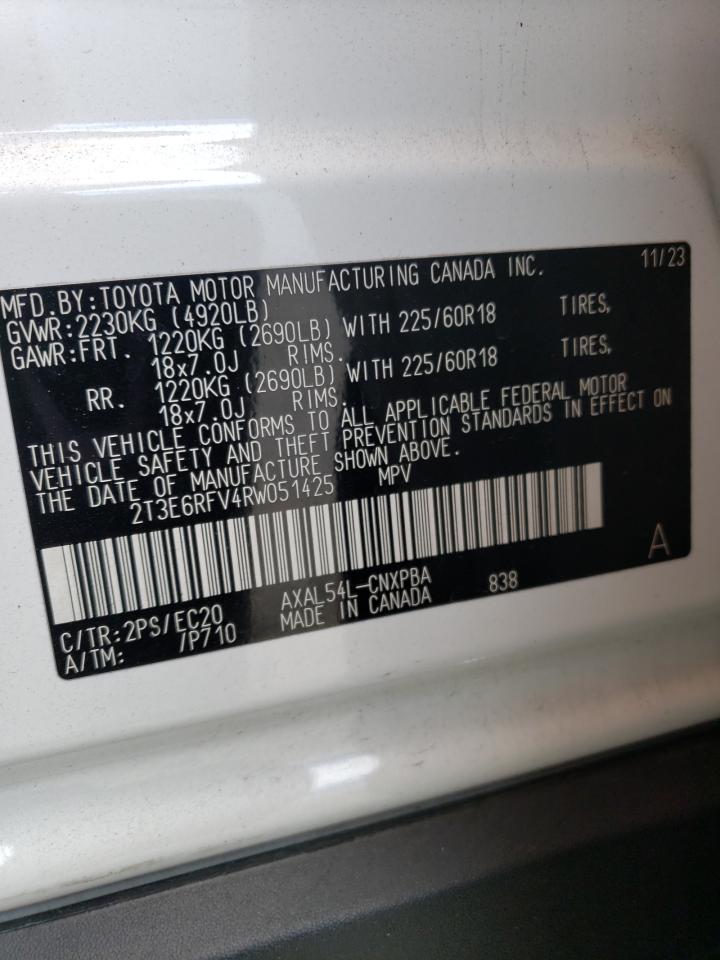 MFD.BY:TOYOTA MOTOR MANUFACTURING CANADA INC. 11/23
GVWR:2230KG (4920LB)
GAWR:FRT. 1220KG (2690LB) WITH 225/60R18 TIRES,
18x7.0J RIMS.
RR. 1220KG (2690LB) WITH 225/60R18 TIRES,
18x7.0J RIMS.
THIS VEHICLE CONFORMS TO ALL APPLICABLE FEDERAL MOTOR
VEHICLE SAFETY AND THEFT PREVENTION STANDARDS IN EFFECT ON
THE DATE OF MANUFACTURE SHOWN ABOVE.
2T3E6RFV4RW051425 MPV
A
C/TR:2PS/EC20 AXAL54L-CNXPBA 838
A/TM: /P710 MADE IN CANADA